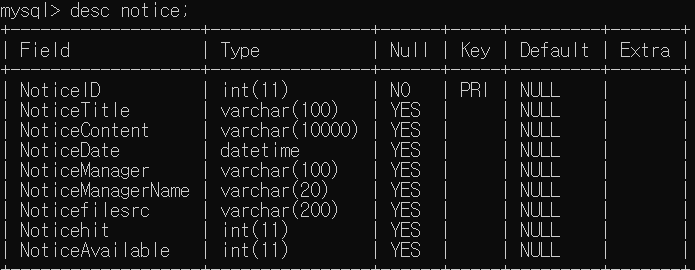 mysql> desc notice;
+-------------------+----------------+------+-----+---------+-------+
| Field             | Type           | Null | Key | Default | Extra |
+-------------------+----------------+------+-----+---------+-------+
| NoticeID          | int(11)        | NO   | PRI | NULL    |       |
| NoticeTitle       | varchar(100)   | YES  |     | NULL    |       |
| NoticeContent     | varchar(10000) | YES  |     | NULL    |       |
| NoticeDate        | datetime       | YES  |     | NULL    |       |
| NoticeManager     | varchar(100)   | YES  |     | NULL    |       |
| NoticeManagerName | varchar(20)    | YES  |     | NULL    |       |
| Noticefilesrc     | varchar(200)   | YES  |     | NULL    |       |
| Noticehit         | int(11)        | YES  |     | NULL    |       |
| NoticeAvailable   | int(11)        | YES  |     | NULL    |       |
+-------------------+----------------+------+-----+---------+-------+